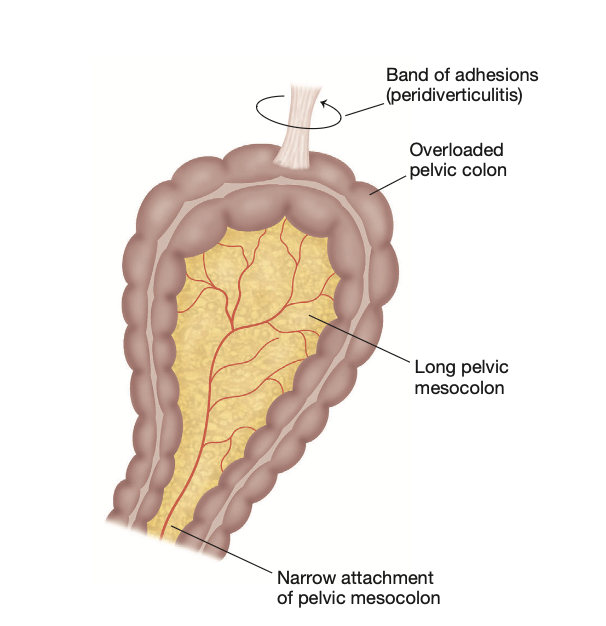 Band of adhesions
(peridiverticulitis)
Overloaded
pelvic colon
Long pelvic
mesocolon
Narrow attachment
of pelvic mesocolon